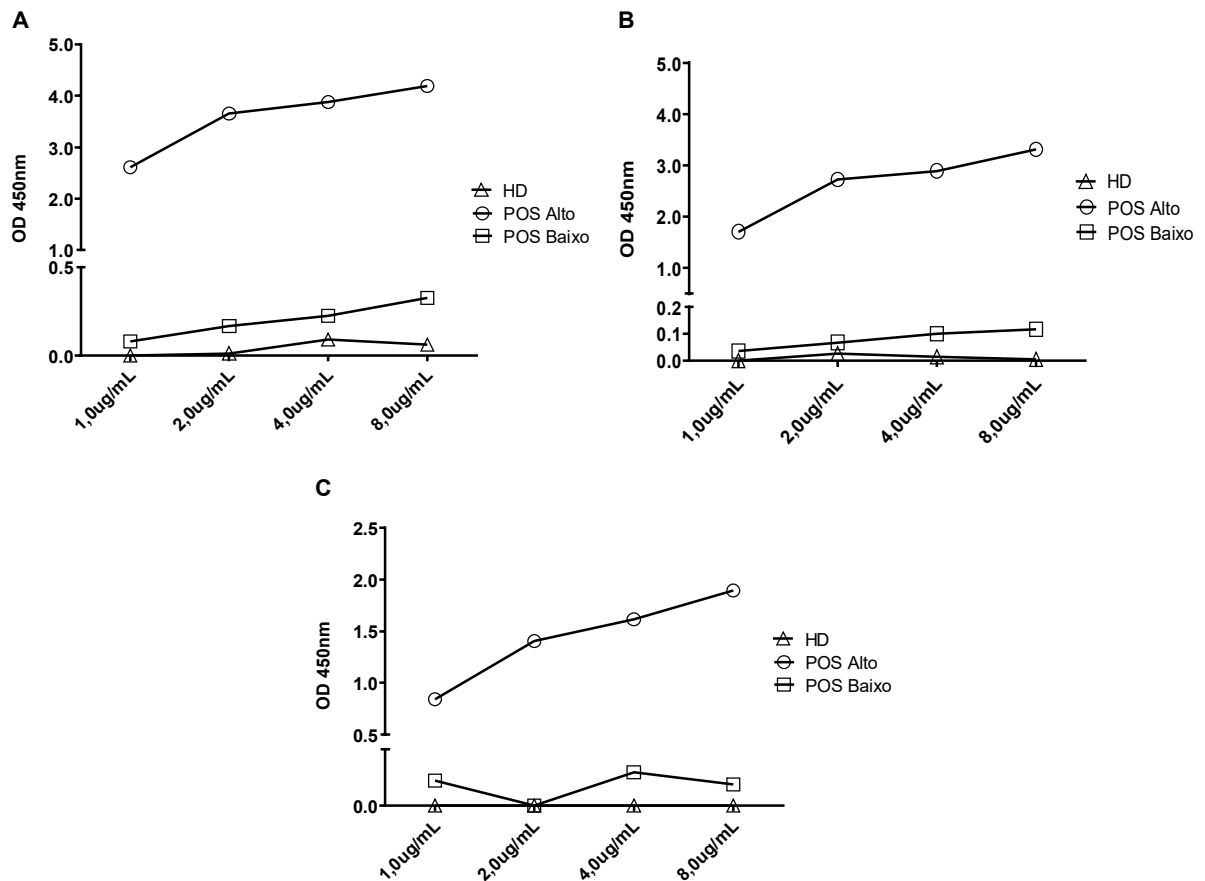 A
5.0
4.0
3.0
2.0
1.0
0.5
0.0
OD 450nm
1,0ug/mL
2,0ug/mL
4,0ug/mL
8,0ug/mL
HD
POS Alto
POS Baixo
B
5.0
4.0
3.0
2.0
1.0
0.2
0.1
0.0
OD 450nm
1,0ug/mL
2,0ug/mL
4,0ug/mL
8,0ug/mL
HD
POS Alto
POS Baixo
C
2.5
2.0
1.5
1.0
0.5
0.0
OD 450nm
1,0ug/mL
2,0ug/mL
4,0ug/mL
8,0ug/mL
HD
POS Alto
POS Baixo